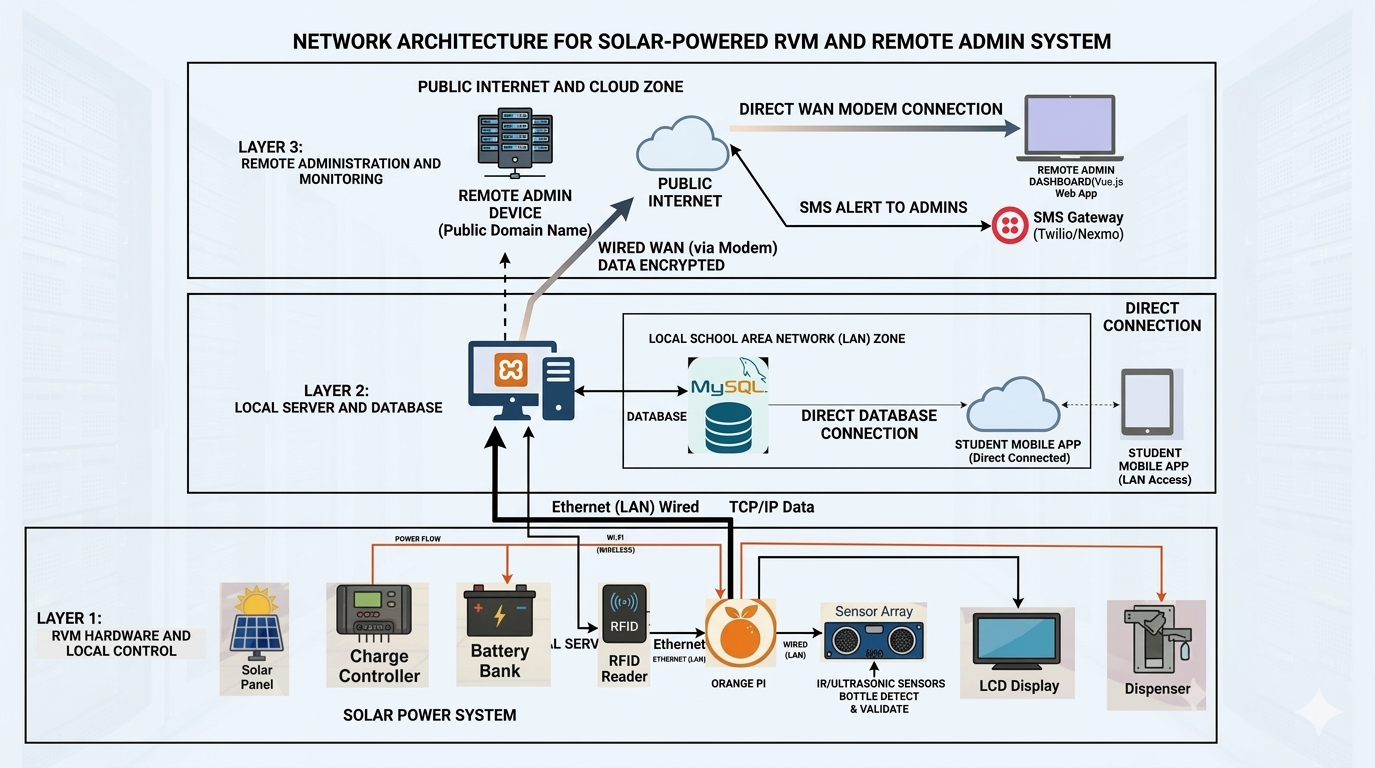 NETWORK ARCHITECTURE FOR SOLAR-POWERED RVM AND REMOTE ADMIN SYSTEM
PUBLIC INTERNET AND CLOUD ZONE
LAYER 3:
REMOTE ADMINISTRATION AND
MONITORING
REMOTE ADMIN
DEVICE
(Public Domain Name)
PUBLIC
INTERNET
WIRED WAN (via Modem)
DATA ENCRYPTED
DIRECT WAN MODEM CONNECTION
REMOTE ADMIN
DASHBOARD(Vue.js
Web App
SMS ALERT TO ADMINS
SMS Gateway
(Twilio/Nexmo)
LAYER 2:
LOCAL SERVER AND DATABASE
LOCAL SCHOOL AREA NETWORK (LAN) ZONE
MySQL
DATABASE
DIRECT DATABASE
CONNECTION
STUDENT MOBILE APP
(Direct Connected)
DIRECT
CONNECTION
STUDENT
MOBILE APP
(LAN Access)
Ethernet (LAN) Wired
TCP/IP Data
LAYER 1:
RVM HARDWARE AND
LOCAL CONTROL
POWER FLOW
WI.FI
(WIRELESS)
Solar
Panel
Charge
Controller
Battery
Bank
SOLAR POWER SYSTEM
AL SERV
RFID
RFID
Reader
Ethernet
ETHERNET (LAN)
ORANGE PI
WIRED
(LAN)
Sensor Array
IR/ULTRASONIC SENSORS
BOTTLE DETECT
& VALIDATE
LCD Display
Dispenser